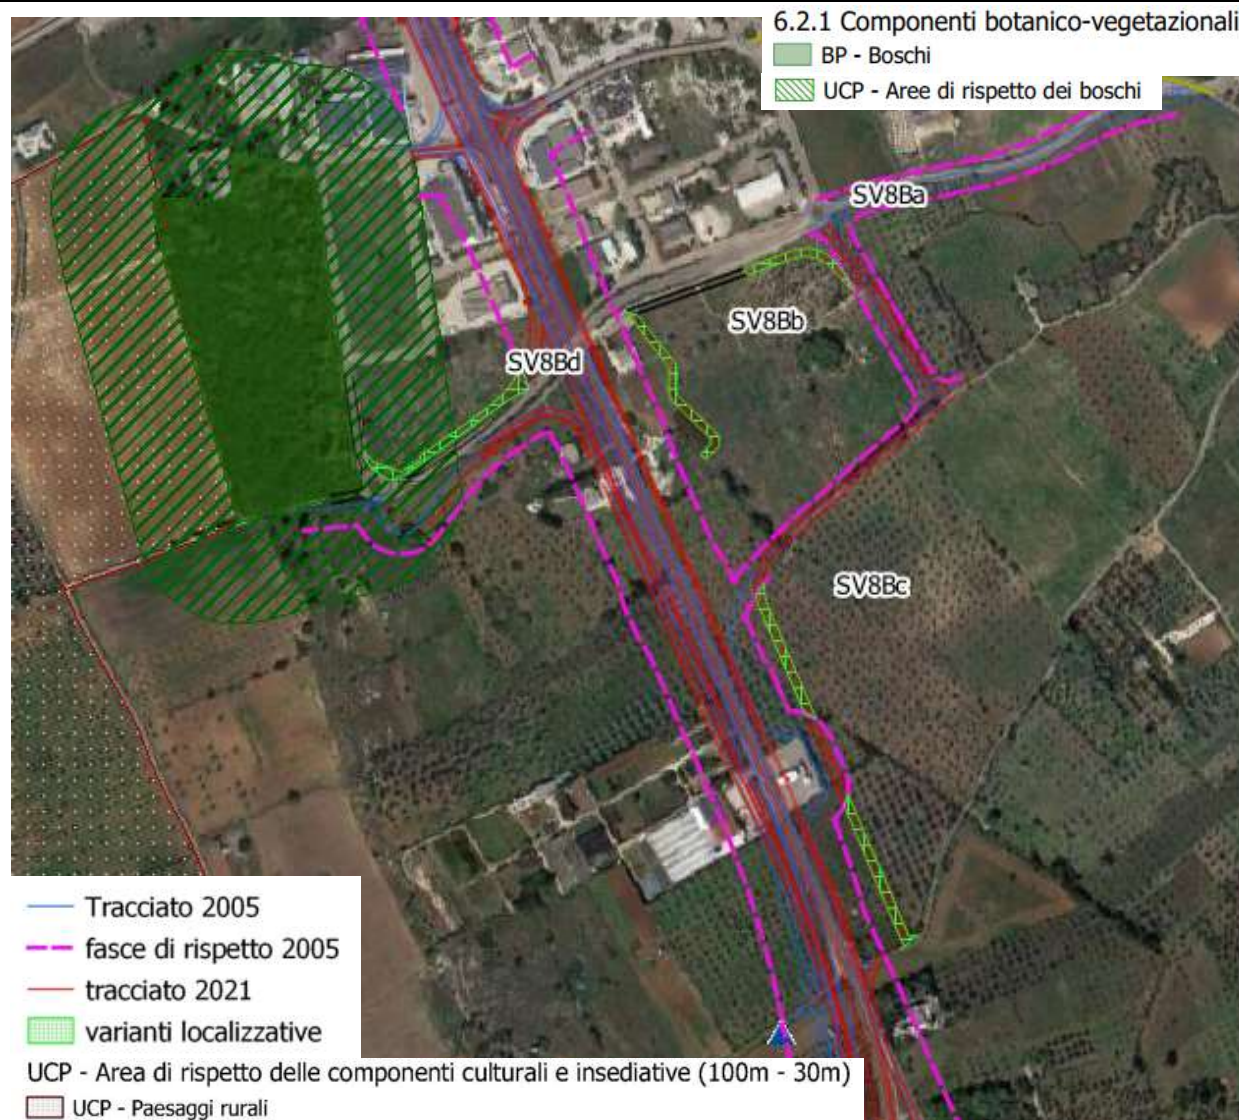 6.2.1 Componenti botanico-vegetazionali
BP - Boschi
UCP - Aree di rispetto dei boschi
SV8Ba
SV8Bb
SV8Bd
SV8Bc
Tracciato 2005
fasce di rispetto 2005
tracciato 2021
varianti localizzative
UCP - Area di rispetto delle componenti culturali e insediative (100m - 30m)
UCP - Paesaggi rurali